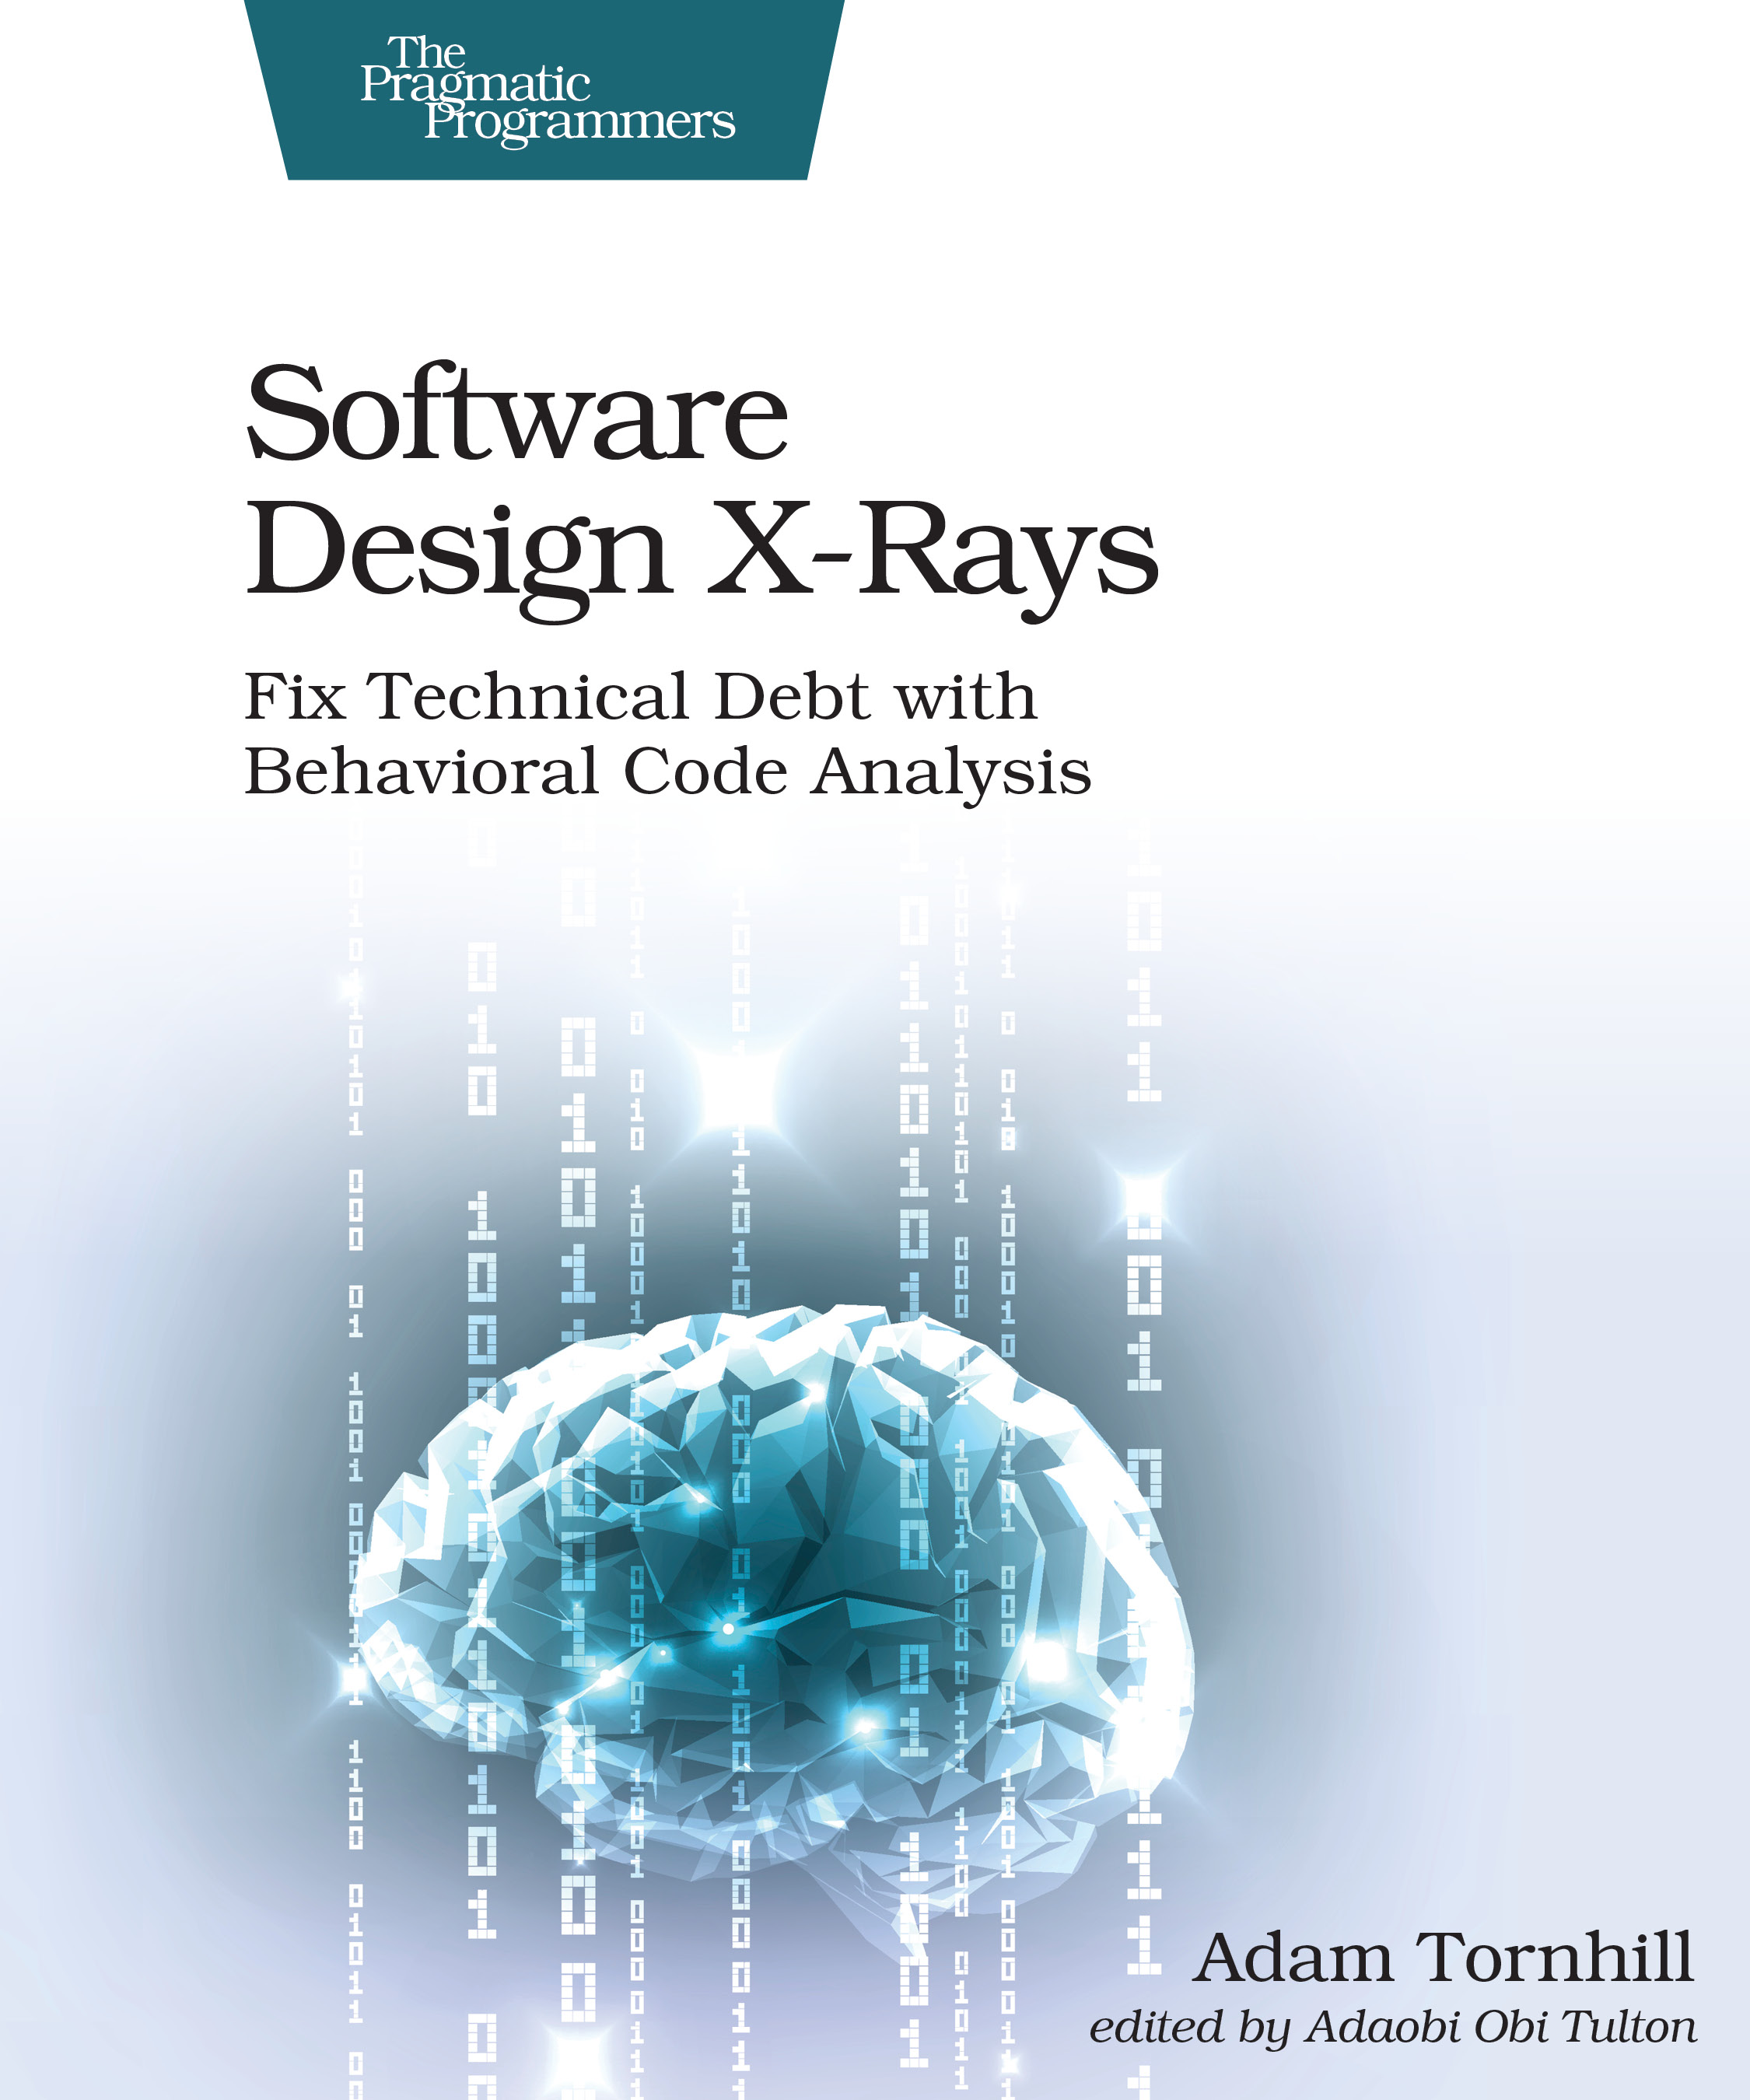 The
Pragmatic
Programmers
Software
Design X-Rays
Fix Technical Debt with
Behavioral Code Analysis
Adam Tornhill
edited by Adaobi Obi Tulton